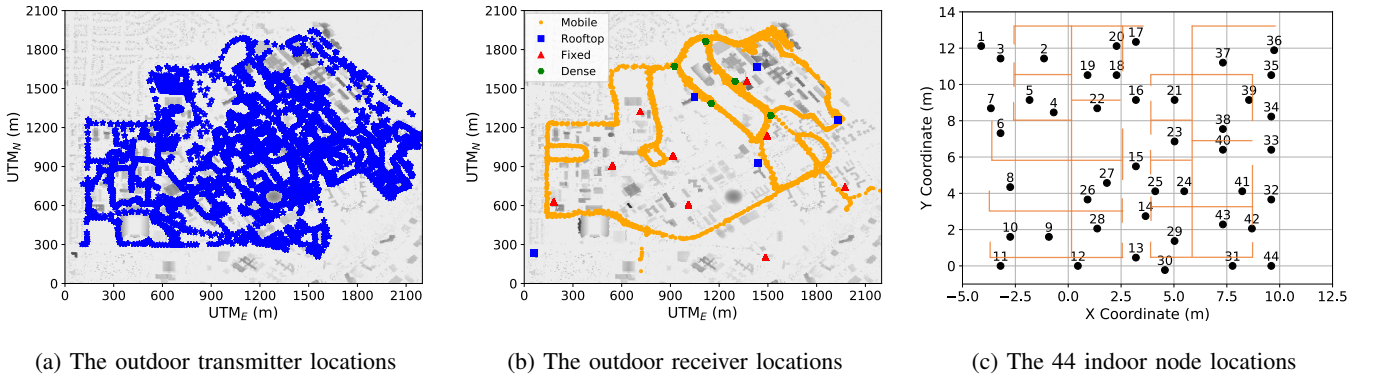 2100
1800
1500
1200
900
600
300
0
UTM_N (m)
0 300 600 900 1200 1500 1800 2100
UTM_E (m)
(a) The outdoor transmitter locations
2100
1800
1500
1200
900
600
300
0
UTM_N (m)
Mobile
Rooftop
Fixed
Dense
0 300 600 900 1200 1500 1800 2100
UTM_E (m)
(b) The outdoor receiver locations
14
12
10
8
6
4
2
0
Y Coordinate (m)
1 3 2 20 17 37 36
19 18 35
7 5 4 22 16 21 39 34
6 23 38 40 33
15
8 27 26 25 24 41 32
14
10 9 28 29 43 42
11 12 13 30 31 44
−5.0 −2.5 0.0 2.5 5.0 7.5 10.0 12.5
X Coordinate (m)
(c) The 44 indoor node locations